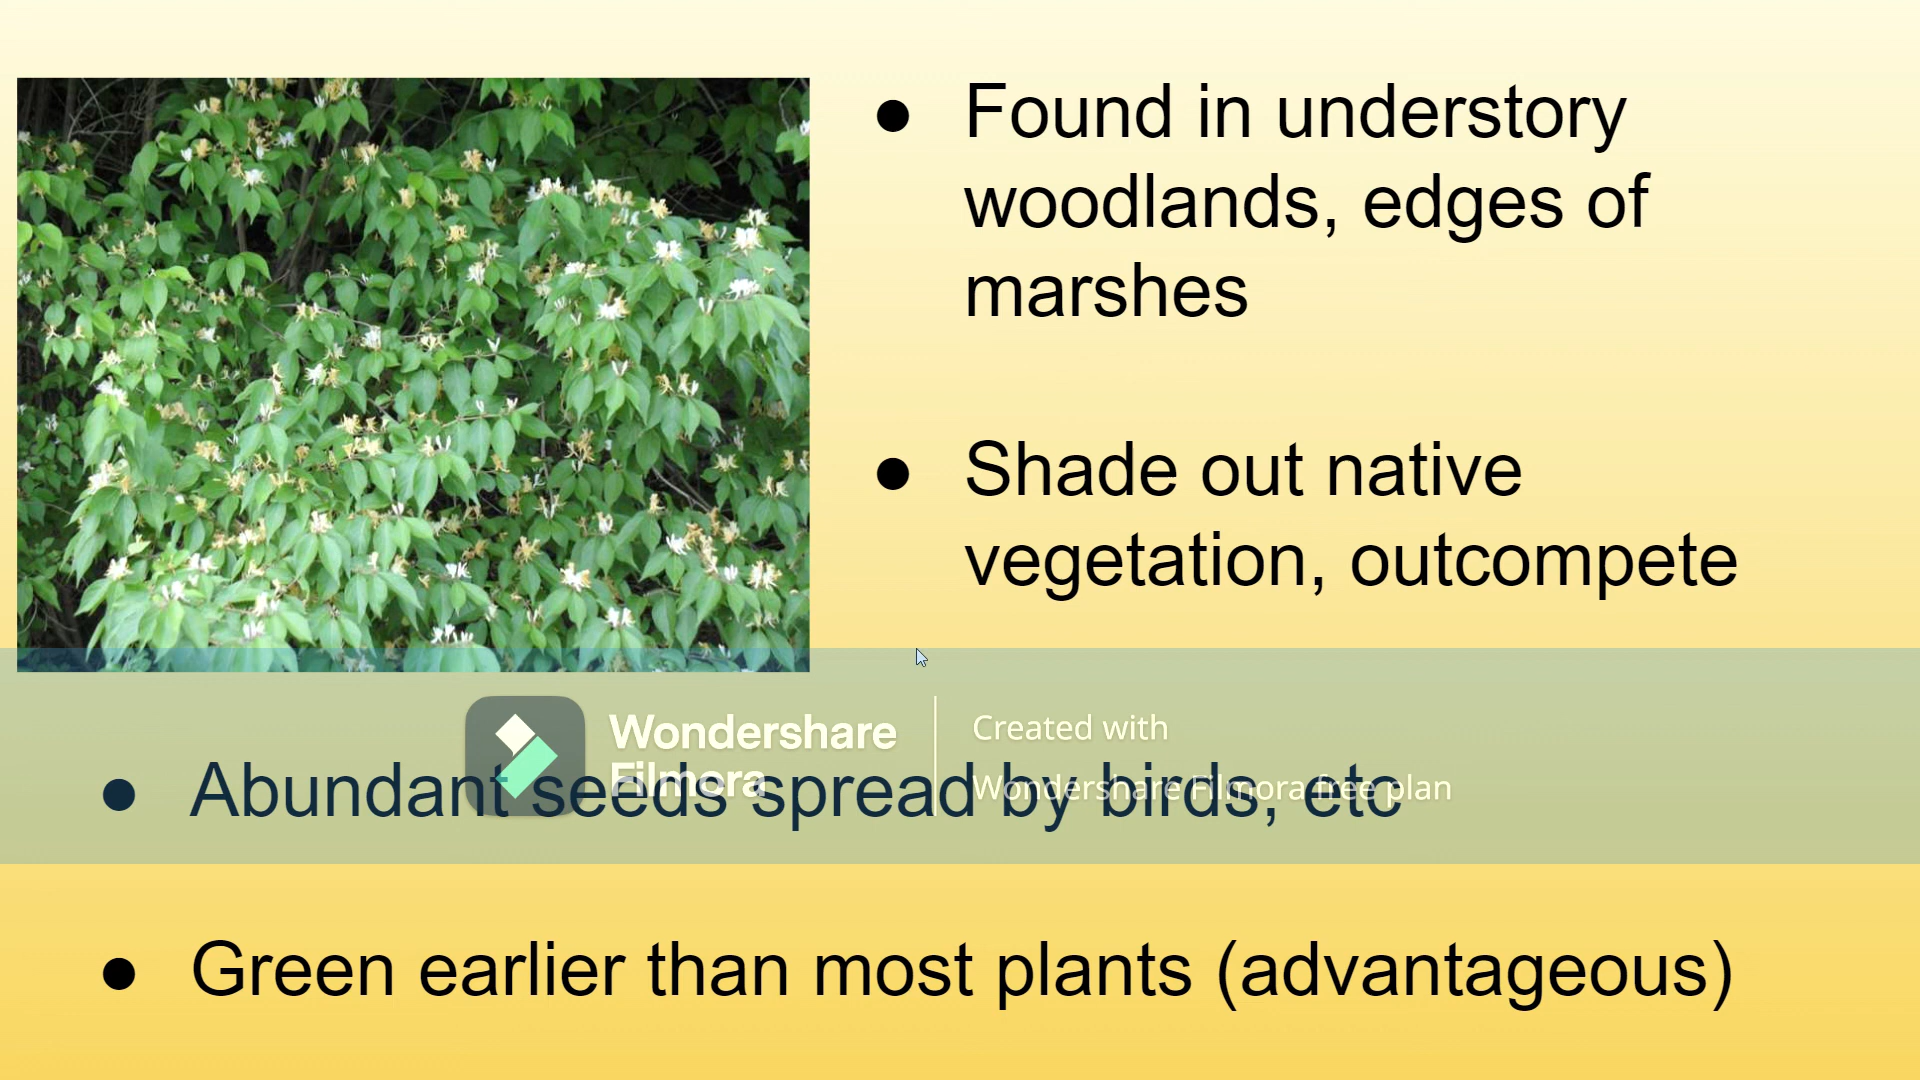 ● Found in understory
woodlands, edges of
marshes
● Shade out native
vegetation, outcompete
Wondershare
Filmora
Created with
Wondershare Filmora free plan
● Abundant seeds spread by birds, etc
● Green earlier than most plants (advantageous)